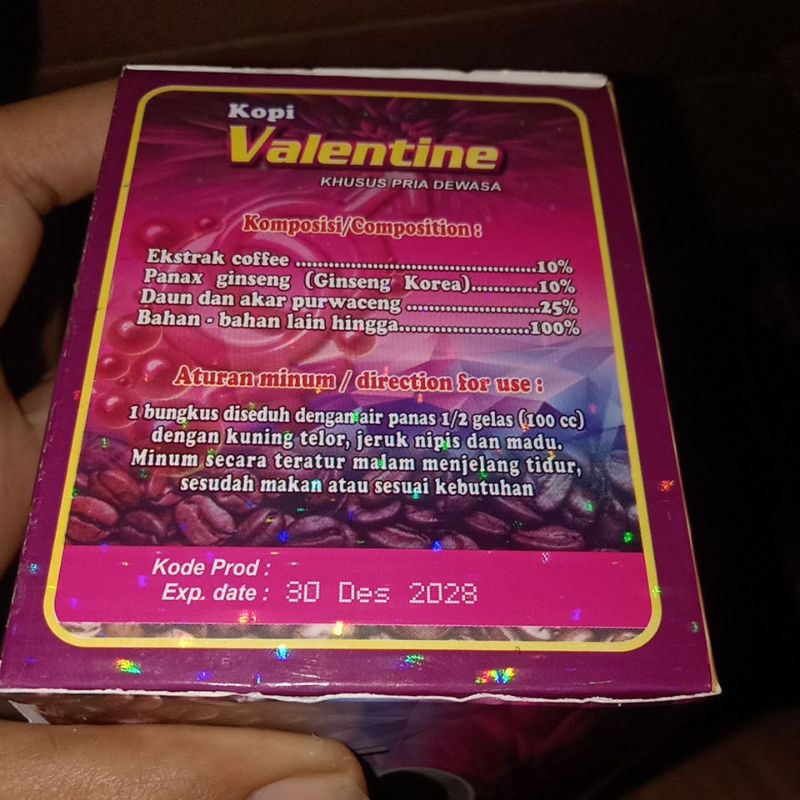 Kopi
Valentine
KHUSUS PRIA DEWASA
Komposisi/Composition :
Ekstrak coffee ..........................................10%
Panax ginseng (Ginseng Korea)............10%
Daun dan akar purwaceng ........................25%
Bahan - bahan lain hingga.......................100%
Aturan minum / direction for use :
1 bungkus diseduh dengan air panas 1/2 gelas (100 cc)
dengan kuning telor, jeruk nipis dan madu.
Minum secara teratur malam menjelang tidur,
sesudah makan atau sesuai kebutuhan
Kode Prod :
Exp. date : 30 Des 2028